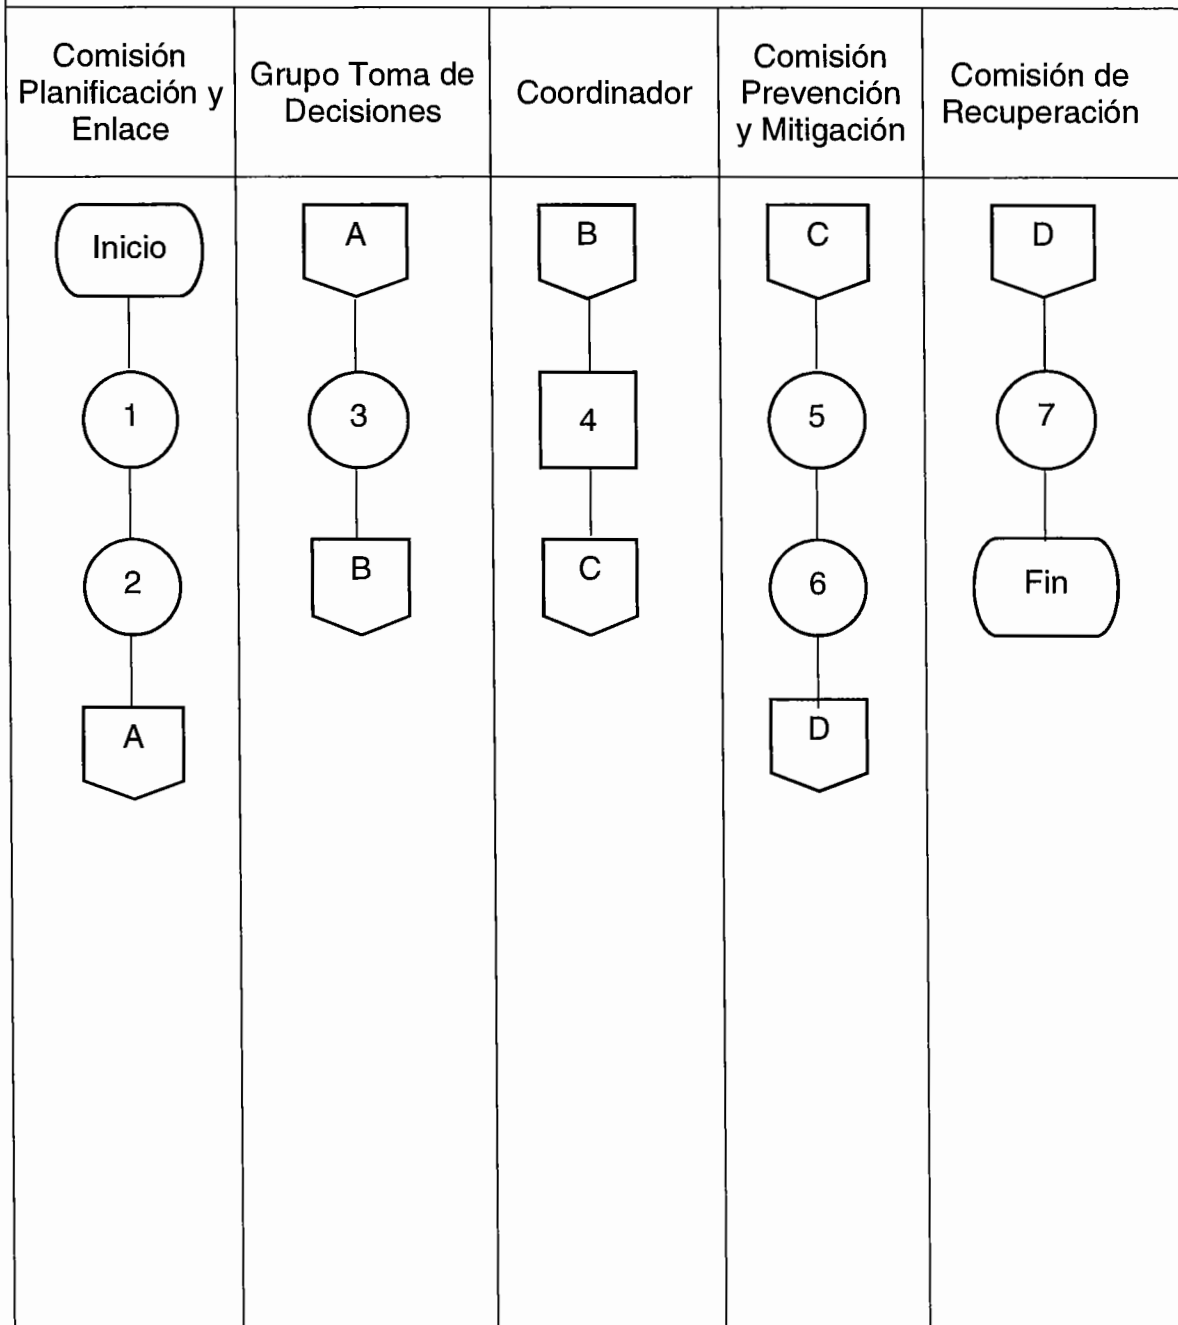 Comisión
Planificación y
Enlace
Grupo Toma de
Decisiones
Coordinador
Comisión
Prevención
y Mitigación
Comisión de
Recuperación
Inicio
1
2
A
A
3
B
B
4
C
C
5
6
D
D
7
Fin